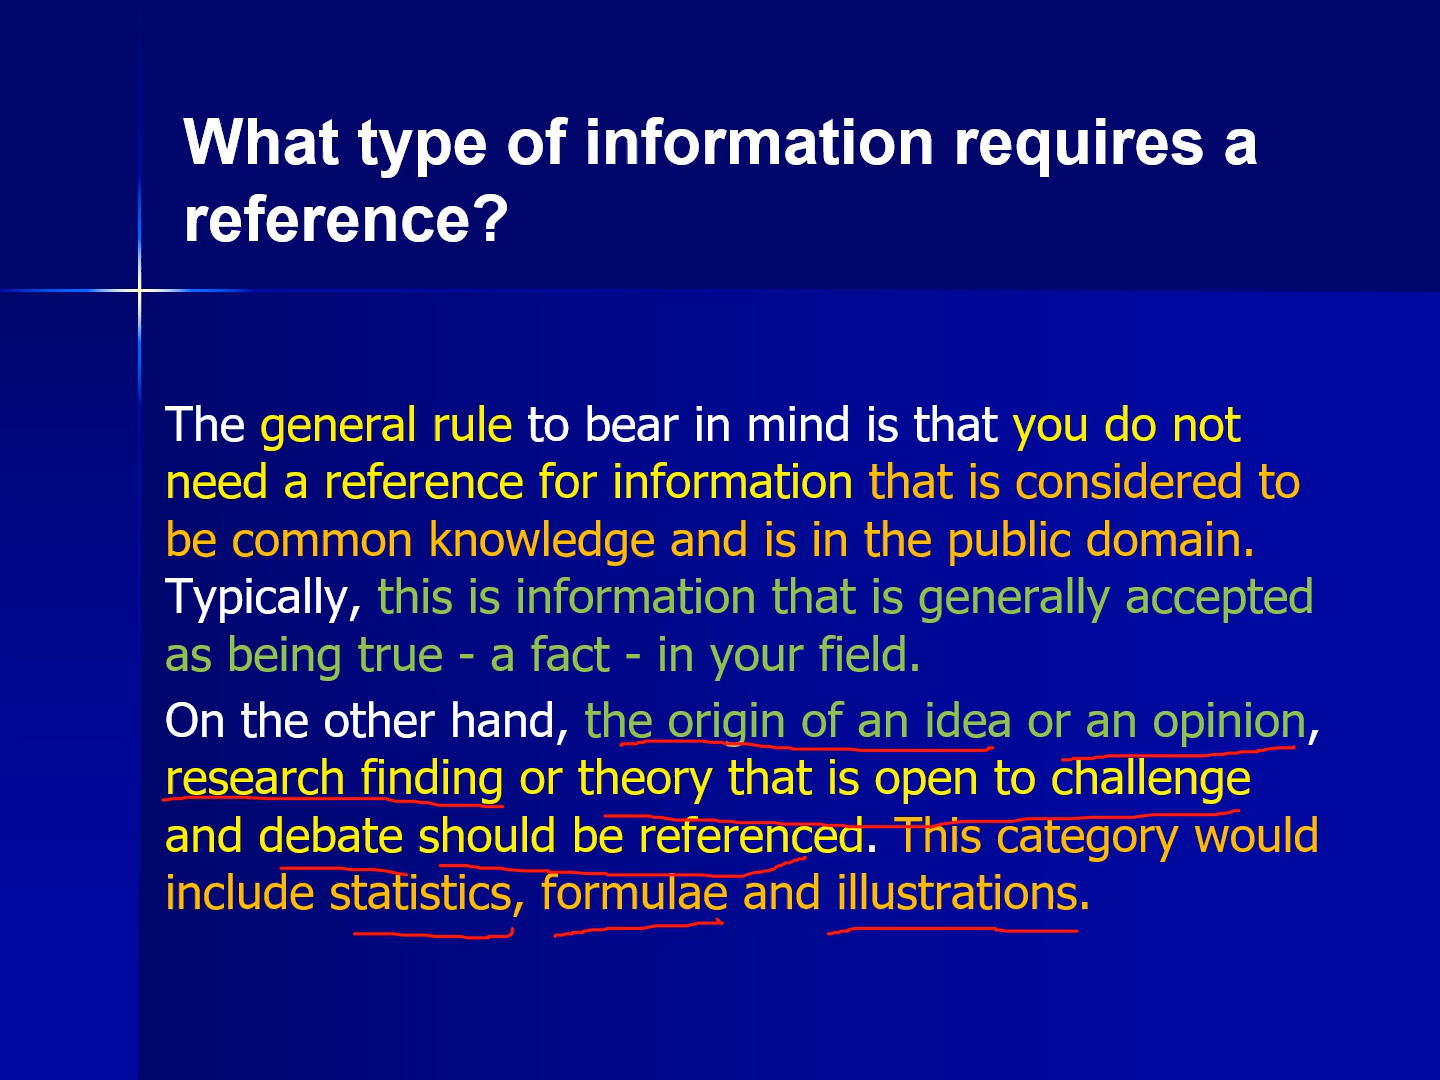 What type of information requires a
reference?
The general rule to bear in mind is that you do not
need a reference for information that is considered to
be common knowledge and is in the public domain.
Typically, this is information that is generally accepted
as being true - a fact - in your field.
On the other hand, the origin of an idea or an opinion,
research finding or theory that is open to challenge
and debate should be referenced. This category would
include statistics, formulae and illustrations.